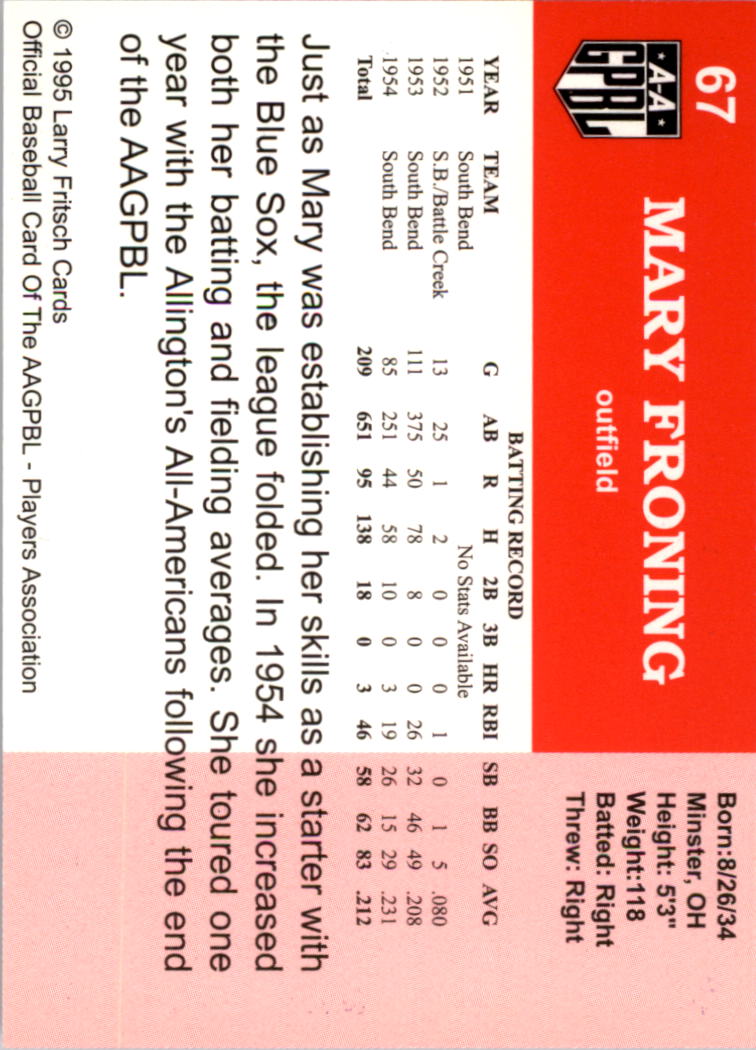 67
A-A
GPBL
MARY FRONING
outfield
Born:8/26/34
Minster, OH
Height: 5'3"
Weight:118
Batted: Right
Threw: Right
BATTING RECORD
YEAR TEAM G AB R H 2B 3B HR RBI SB BB SO AVG
1951 South Bend No Stats Available
1952 S.B./Battle Creek 13 25 1 2 0 0 0 1 0 1 5 .080
1953 South Bend 111 375 50 78 8 0 0 26 32 46 49 .208
1954 South Bend 85 251 44 58 10 0 3 19 26 15 29 .231
Total 209 651 95 138 18 0 3 46 58 62 83 .212
Just as Mary was establishing her skills as a starter with
the Blue Sox, the league folded. In 1954 she increased
both her batting and fielding averages. She toured one
year with the Allington's All-Americans following the end
of the AAGPBL.
© 1995 Larry Fritsch Cards
Official Baseball Card Of The AAGPBL - Players Association